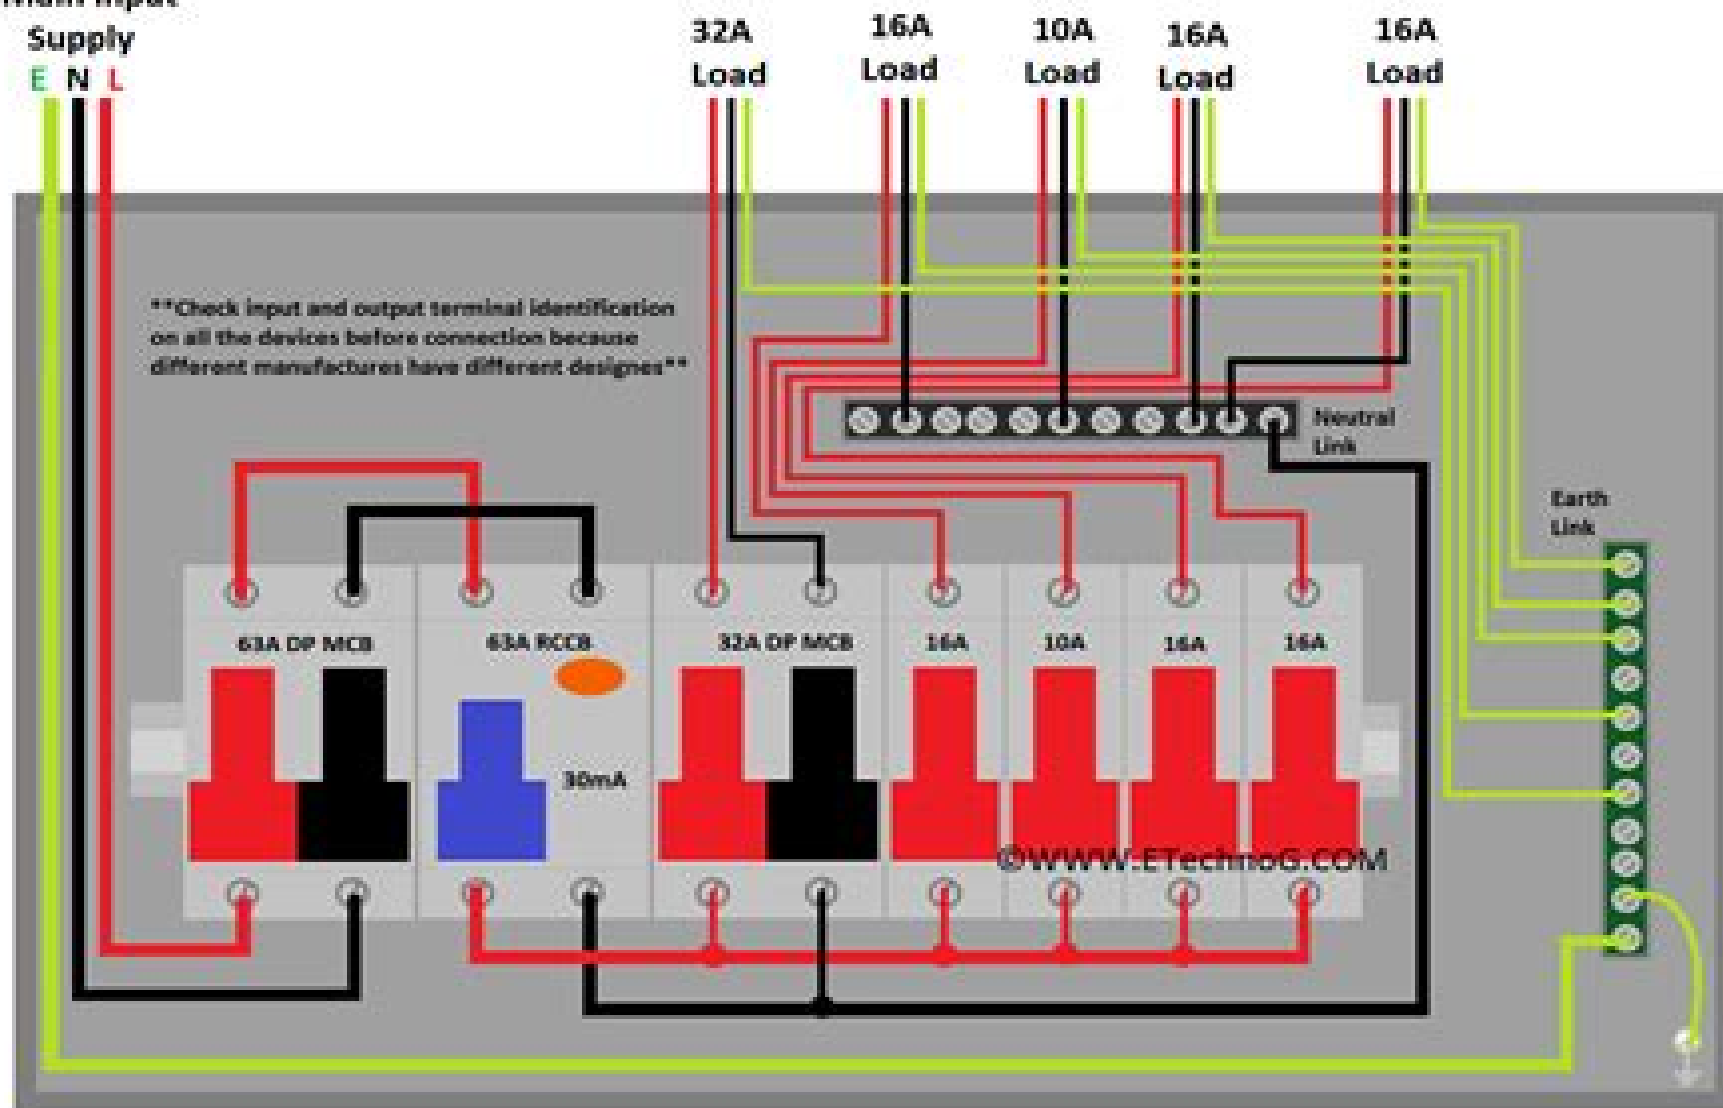 Main Input
Supply
E N L
32A
Load
16A
Load
10A
Load
16A
Load
16A
Load
**Check input and output terminal identification
on all the devices before connection because
different manufactures have different designes**
Neutral
Link
Earth
Link
63A DP MCB
63A RCCB
30mA
32A DP MCB
16A
10A
16A
16A
©WWW.ETechnoG.COM